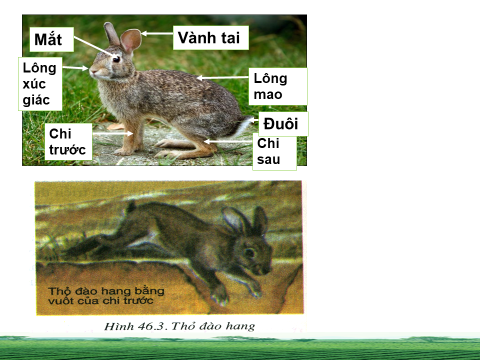 Mắt
Vành tai
Lông
xúc
giác
Lông
mao
Đuôi
Chi
trước
Chi
sau
Thỏ đào hang bằng
vuốt của chi trước
Hình 46.3. Thỏ đào hang